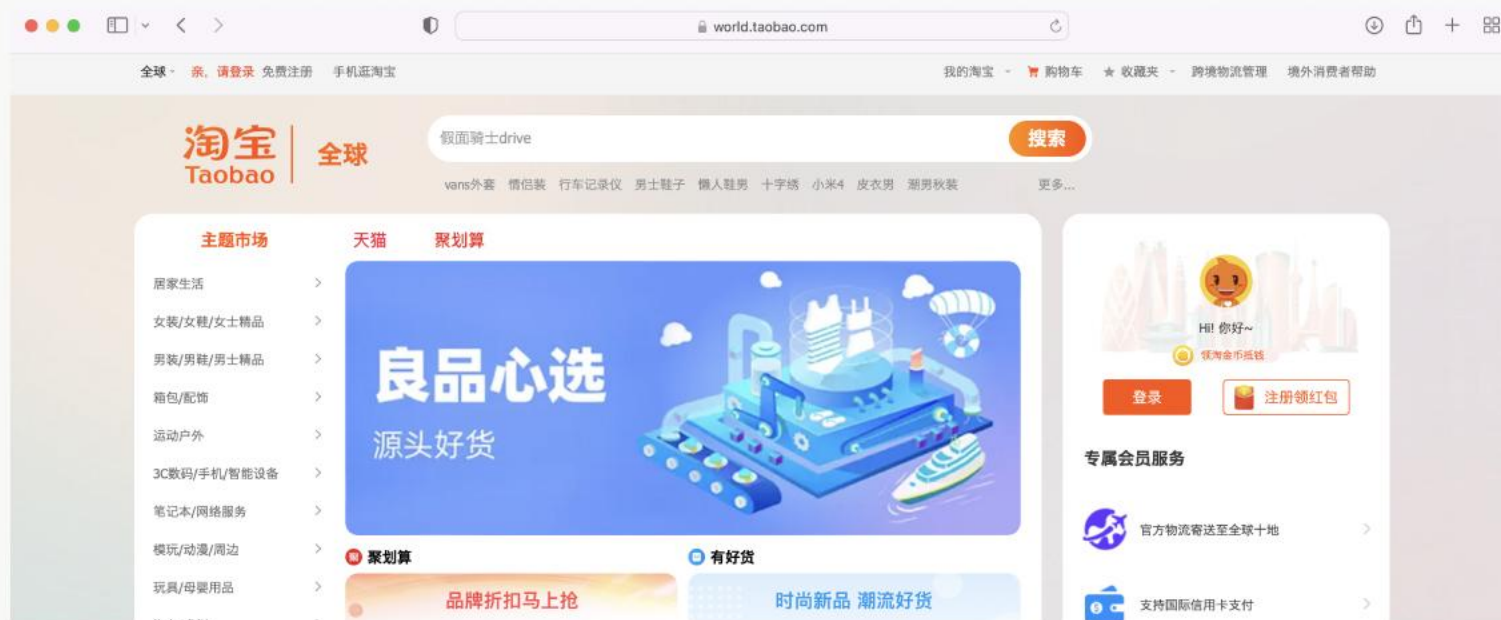 world.taobao.com
全球 亲，请登录 免费注册 手机逛淘宝 我的淘宝 购物车 收藏夹 跨境物流管理 境外消费者帮助
淘宝
Taobao
全球
假面骑士drive
搜索
vans外套 情侣装 行车记录仪 男士鞋子 懒人鞋男 十字绣 小米4 皮衣男 潮男秋装 更多...
主题市场 天猫 聚划算
居家生活
女装/女鞋/女士精品
男装/男鞋/男士精品
箱包/配饰
运动户外
3C数码/手机/智能设备
笔记本/网络服务
模玩/动漫/周边
玩具/母婴用品
良品心选
源头好货
聚划算
品牌折扣马上抢
有好货
时尚新品 潮流好货
Hi! 你好~
领淘金币抵钱
登录 注册领红包
专属会员服务
官方物流寄送至全球十地
支持国际信用卡支付